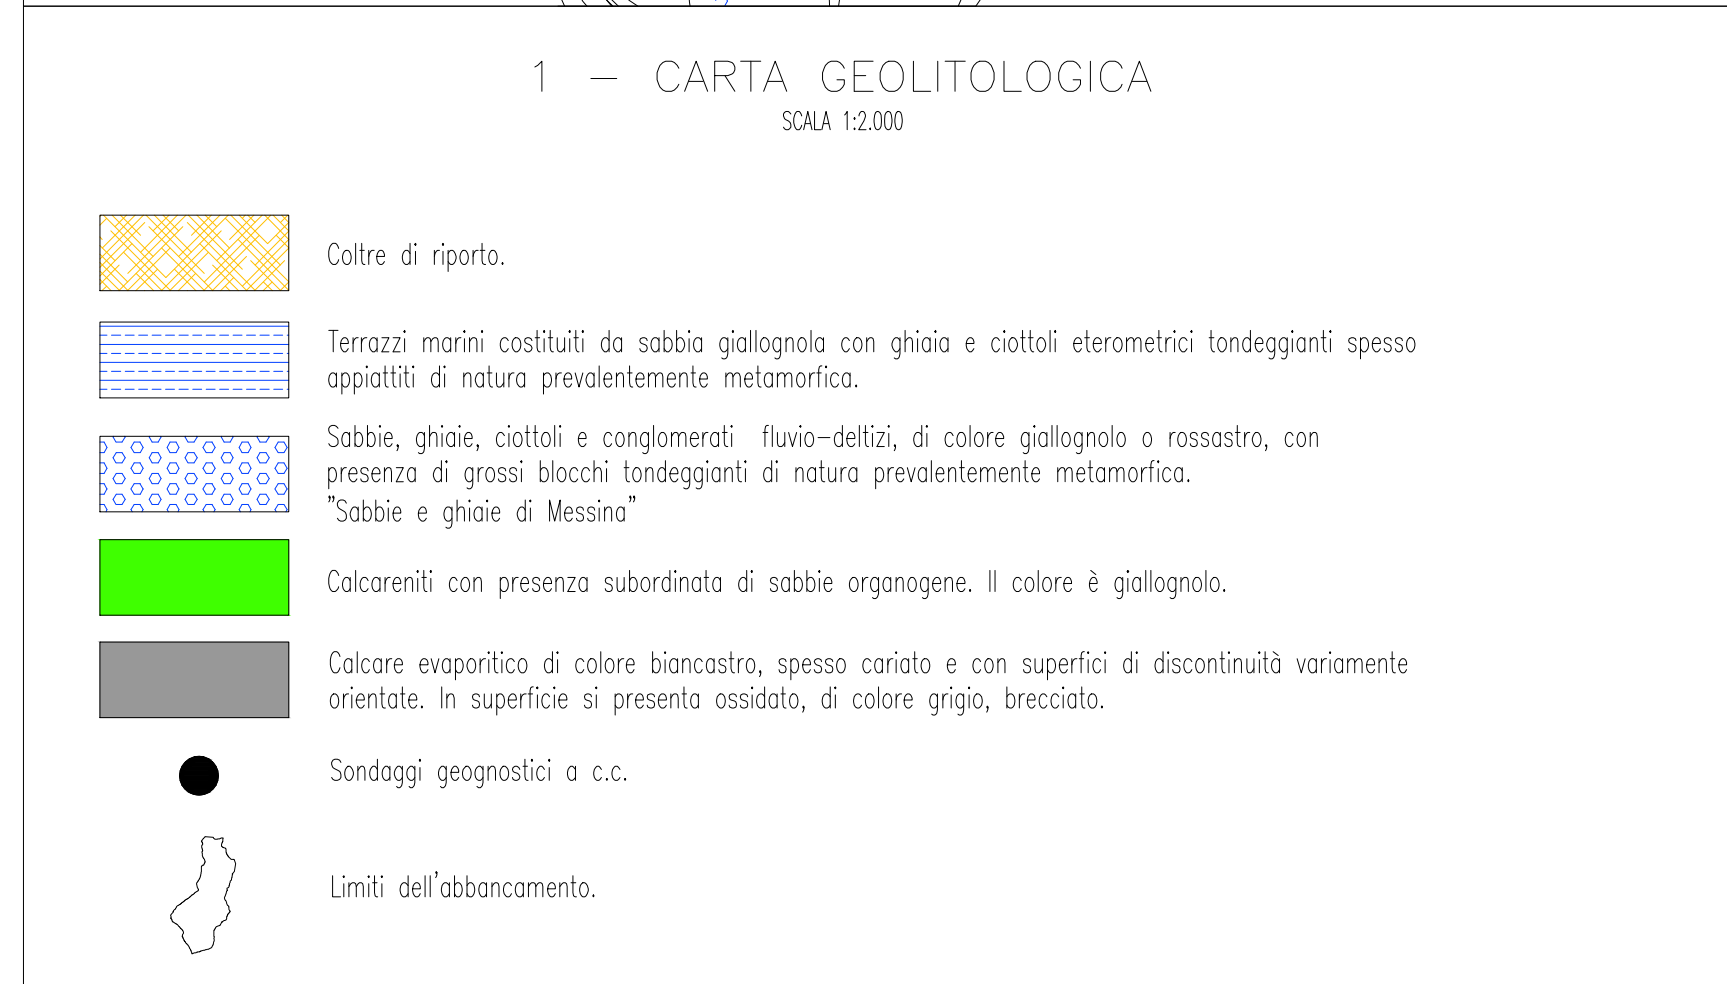 1 - CARTA GEOLITOLOGICA
SCALA 1:2.000
Coltre di riporto.
Terrazzi marini costituiti da sabbia giallognola con ghiaia e ciottoli eterometrici tondeggianti spesso
appiattiti di natura prevalentemente metamorfica.
Sabbie, ghiaie, ciottoli e conglomerati fluvio-deltizi, di colore giallognolo o rossastro, con
presenza di grossi blocchi tondeggianti di natura prevalentemente metamorfica.
"Sabbie e ghiaie di Messina"
Calcareniti con presenza subordinata di sabbie organogene. Il colore è giallognolo.
Calcare evaporitico di colore biancastro, spesso cariato e con superfici di discontinuità variamente
orientate. In superficie si presenta ossidato, di colore grigio, brecciato.
Sondaggi geognostici a c.c.
Limiti dell'abbancamento.